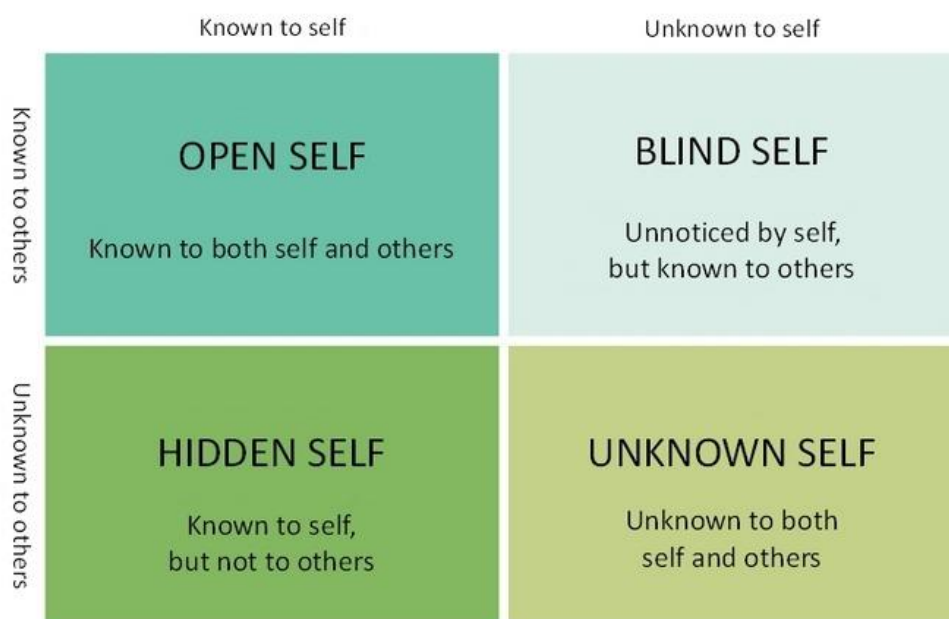 Known to self
Unknown to self
Known to others
OPEN SELF
Known to both self and others
BLIND SELF
Unnoticed by self,
but known to others
Unknown to others
HIDDEN SELF
Known to self,
but not to others
UNKNOWN SELF
Unknown to both
self and others